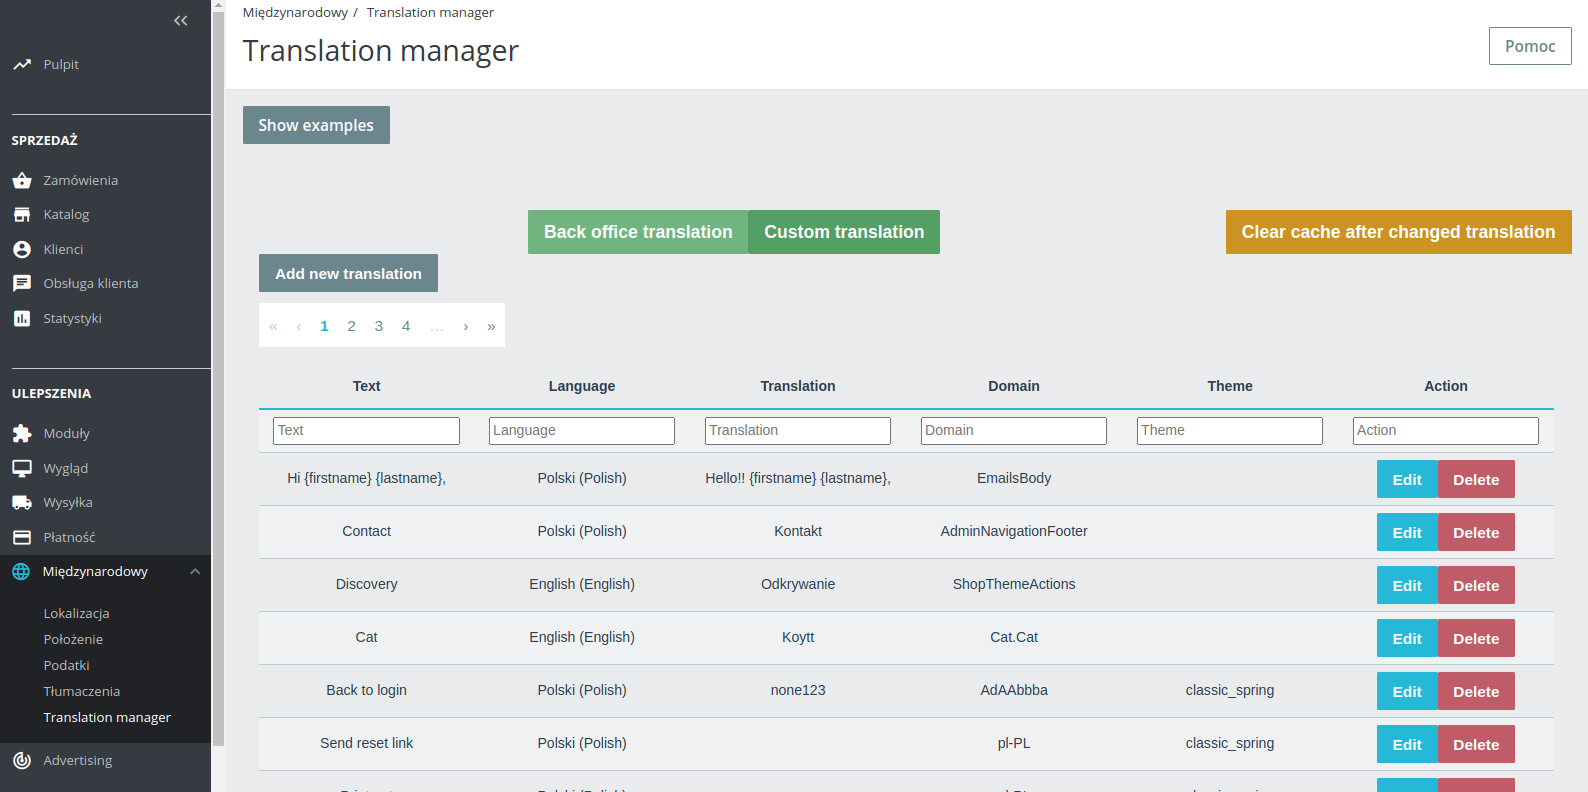 Międzynarodowy / Translation manager
Translation manager
Pomoc
Pulpit
SPRZEDAŻ
Zamówienia
Katalog
Klienci
Obsługa klienta
Statystyki
ULEPSZENIA
Moduły
Wygląd
Wysyłka
Płatność
Międzynarodowy
Lokalizacja
Położenie
Podatki
Tłumaczenia
Translation manager
Advertising
Show examples
Back office translation Custom translation Clear cache after changed translation
Add new translation
« ‹ 1 2 3 4 ... › »
Text Language Translation Domain Theme Action
Text Language Translation Domain Theme Action
Hi {firstname} {lastname}, Polski (Polish) Hello!! {firstname} {lastname}, EmailsBody Edit Delete
Contact Polski (Polish) Kontakt AdminNavigationFooter Edit Delete
Discovery English (English) Odkrywanie ShopThemeActions Edit Delete
Cat English (English) Koytt Cat.Cat Edit Delete
Back to login Polski (Polish) none123 AdAAbbba classic_spring Edit Delete
Send reset link Polski (Polish) pl-PL classic_spring Edit Delete